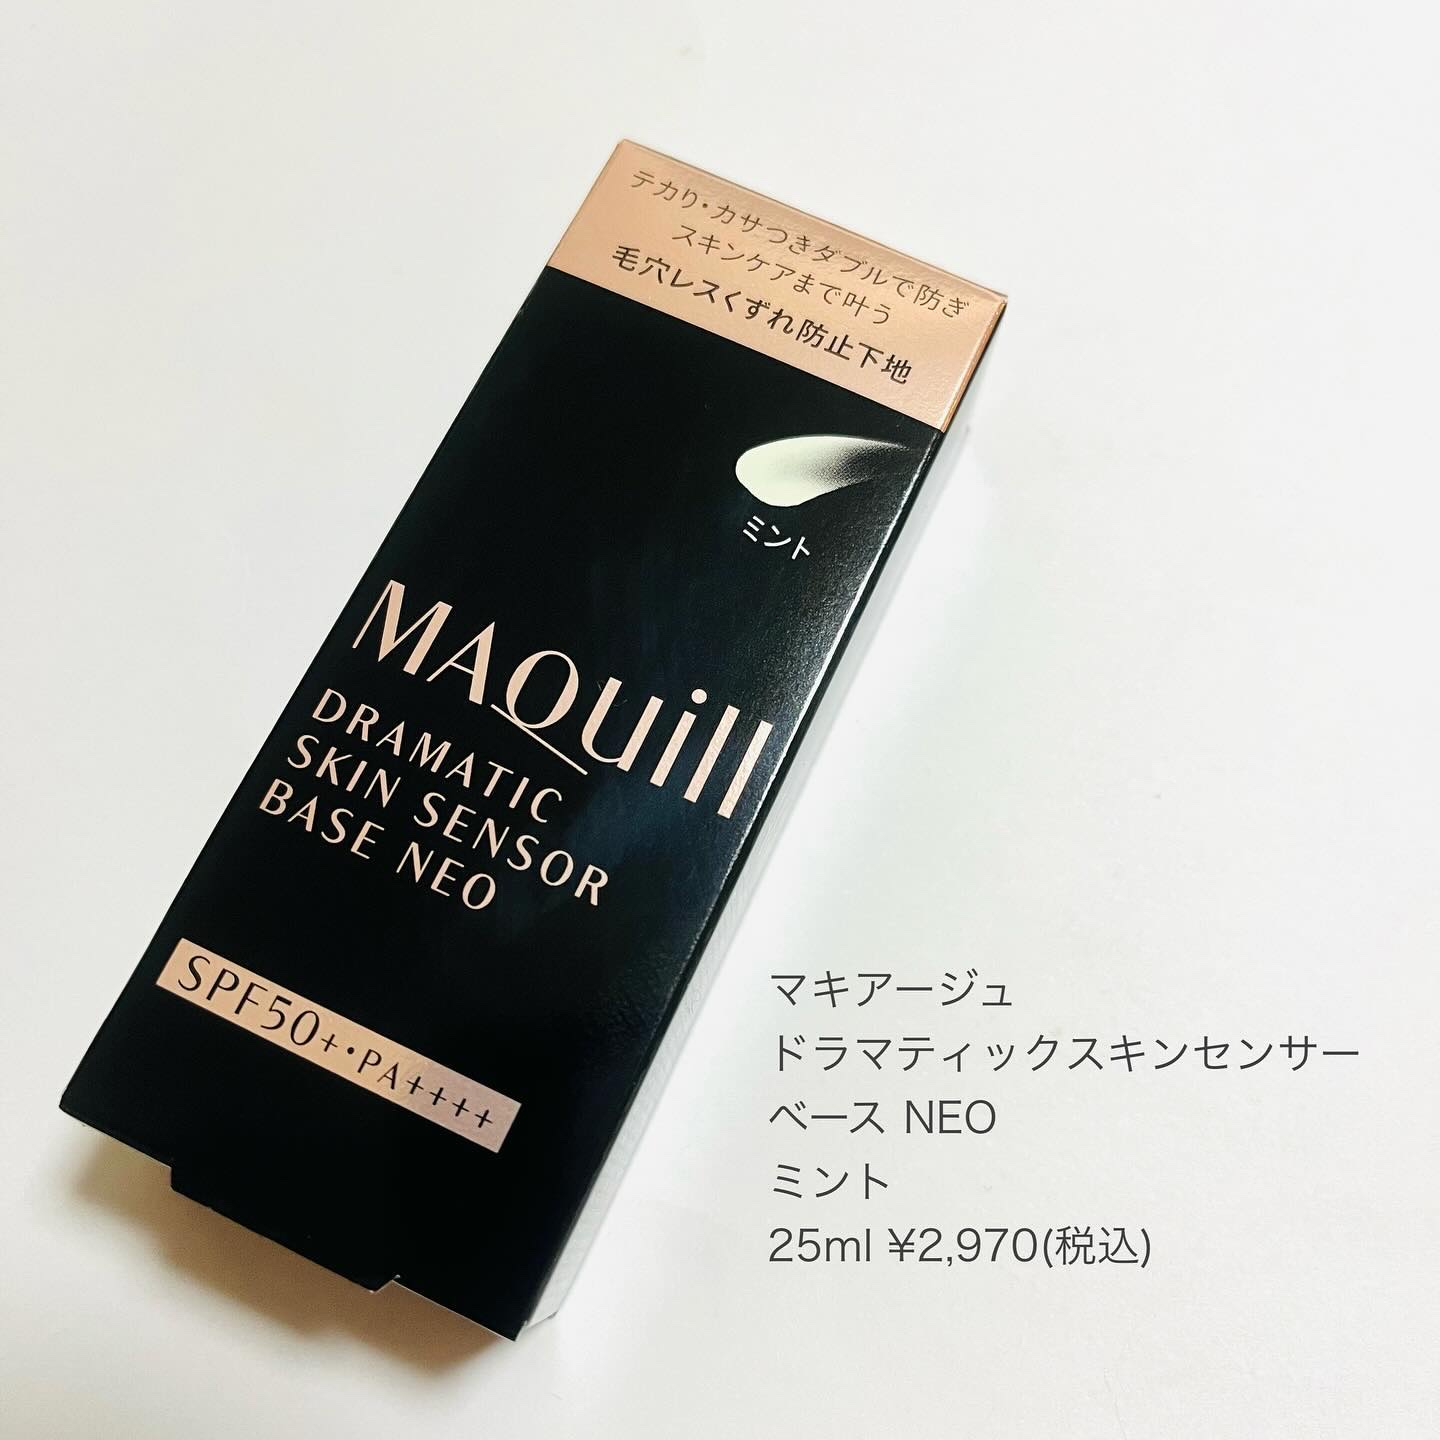 テカリ・カサつきダブルで防ぎ
スキンケアまで叶う
毛穴レスくずれ防止下地
ミント
MAQuill
DRAMATIC
SKIN SENSOR
BASE NEO
SPF50+・PA++++
マキアージュ
ドラマティックスキンセンサー
ベース NEO
ミント
25ml ¥2,970(税込)